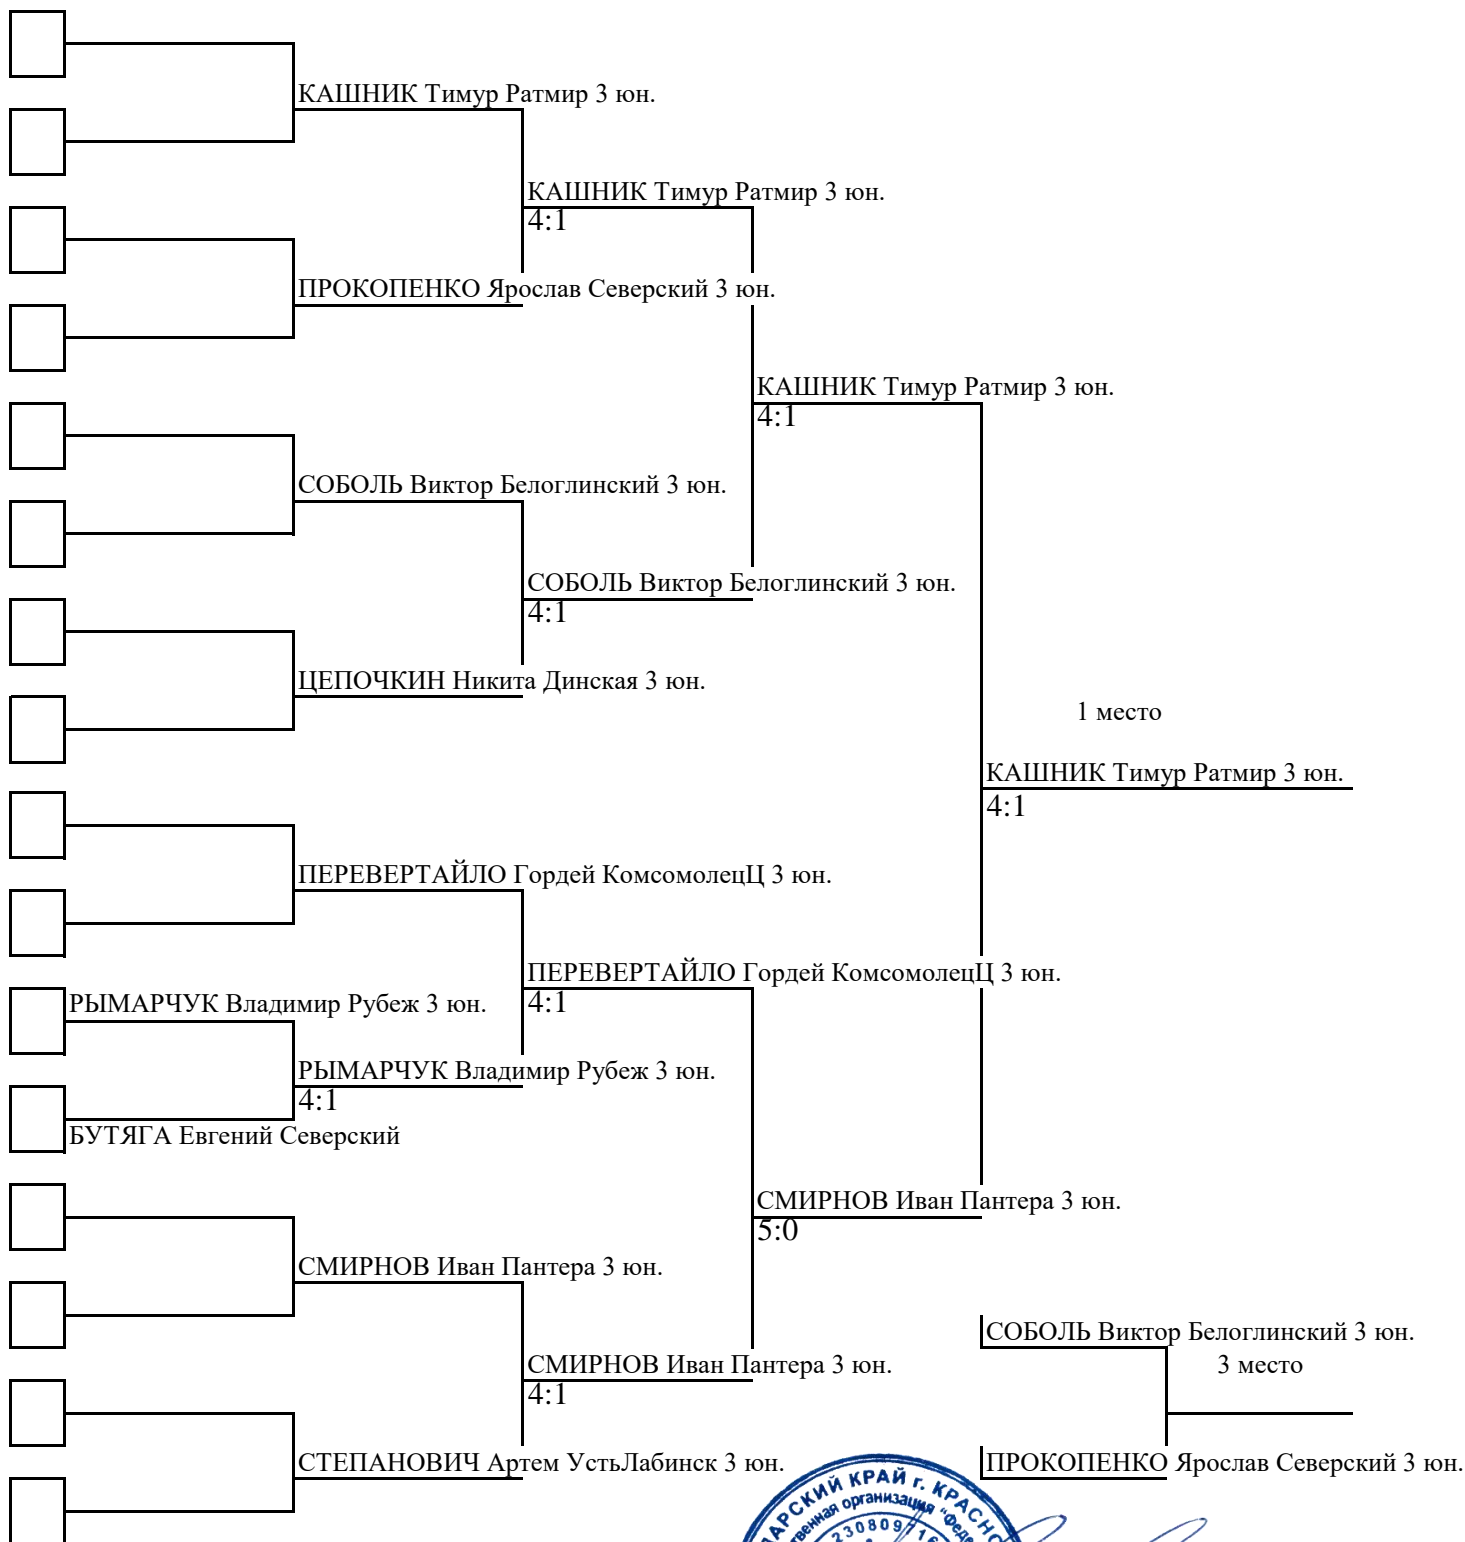 КАШНИК Тимур Ратмир 3 юн.
КАШНИК Тимур Ратмир 3 юн.
4:1
ПРОКОПЕНКО Ярослав Северский 3 юн.
КАШНИК Тимур Ратмир 3 юн.
4:1
СОБОЛЬ Виктор Белоглинский 3 юн.
СОБОЛЬ Виктор Белоглинский 3 юн.
4:1
ЦЕПОЧКИН Никита Динская 3 юн.
1 место
КАШНИК Тимур Ратмир 3 юн.
4:1
ПЕРЕВЕРТАЙЛО Гордей КомсомолецЦ 3 юн.
ПЕРЕВЕРТАЙЛО Гордей КомсомолецЦ 3 юн.
4:1
РЫМАРЧУК Владимир Рубеж 3 юн.
РЫМАРЧУК Владимир Рубеж 3 юн.
4:1
БУТЯГА Евгений Северский
СМИРНОВ Иван Пантера 3 юн.
5:0
СМИРНОВ Иван Пантера 3 юн.
СОБОЛЬ Виктор Белоглинский 3 юн.
3 место
СМИРНОВ Иван Пантера 3 юн.
4:1
СТЕПАНОВИЧ Артем УстьЛабинск 3 юн.
ПРОКОПЕНКО Ярослав Северский 3 юн.
КРАЙ г.
организация